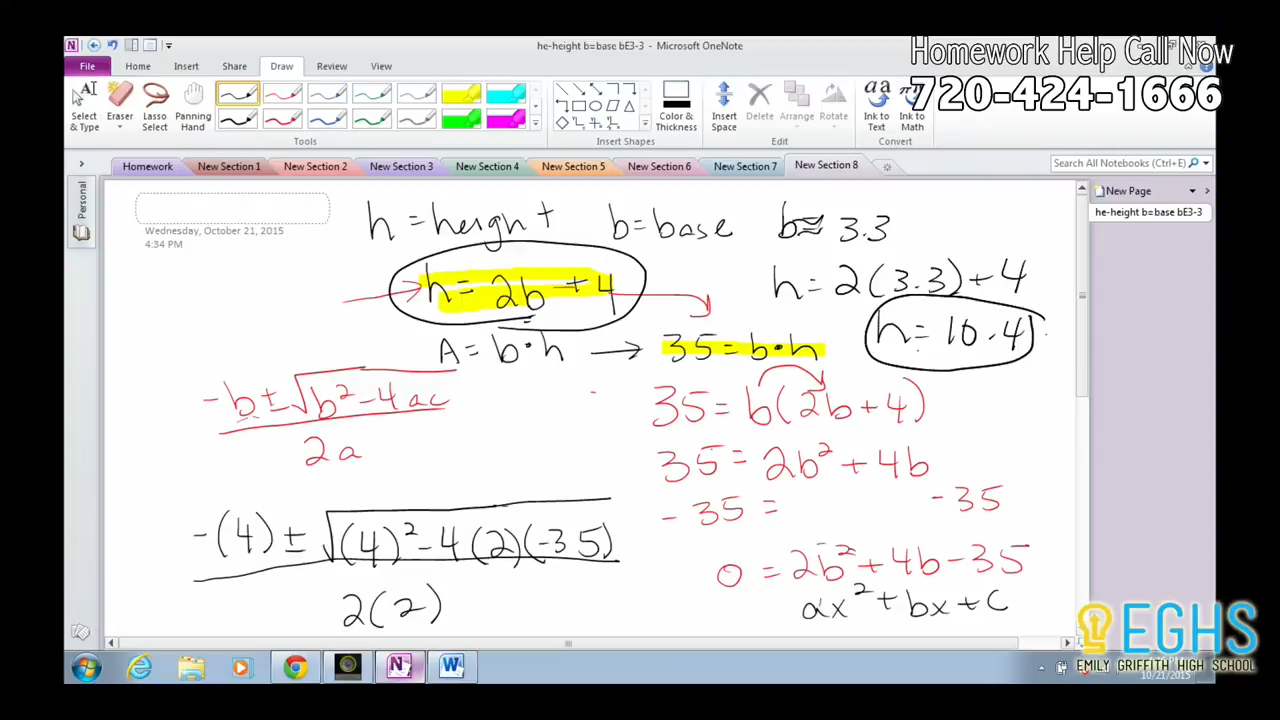 he-height b=base bE3-3 — Microsoft OneNote
Homework Help Call Now
720-424-1666
File Home Insert Share Draw Review View
Select & Type
Eraser
Lasso Select
Panning Hand
Color & Thickness
Insert Space
Delete
Arrange
Rotate
Ink to Text
Ink to Math
Tools
Insert Shapes
Edit
Convert
Homework New Section 1 New Section 2 New Section 3 New Section 4 New Section 5 New Section 6 New Section 7 New Section 8
Search All Notebooks (Ctrl+E)
Personal
New Page
he-height b=base bE3-3
Wednesday, October 21, 2015
4:34 PM
h = height b = base b≈ 3.3
h = 2b + 4
h = 2(3.3) + 4
A = b·h → 35 = b·h
h = 10.4
-b ± √b² - 4ac
2a
35 = b(2b + 4)
35 = 2b² + 4b
-35 = -35
-(4) ± √(4)² - 4(2)(-35)
2(2)
0 = 2b² + 4b - 35
ax² + bx + c
EGHS
EMILY GRIFFITH HIGH SCHOOL
10/21/2015